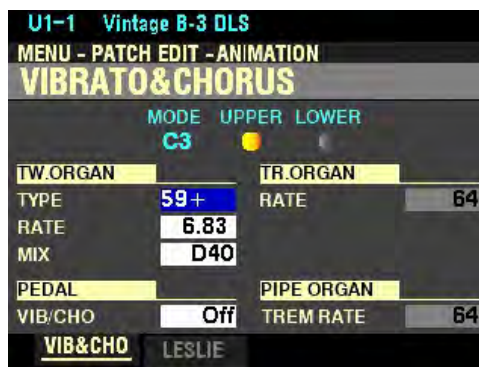 U1-1 Vintage B-3 DLS
MENU - PATCH EDIT -ANIMATION
VIBRATO&CHORUS
MODE UPPER LOWER
C3
TW.ORGAN TR.ORGAN
TYPE 59+ RATE 64
RATE 6.83
MIX D40
PEDAL PIPE ORGAN
VIB/CHO Off TREM RATE 64
VIB&CHO LESLIE